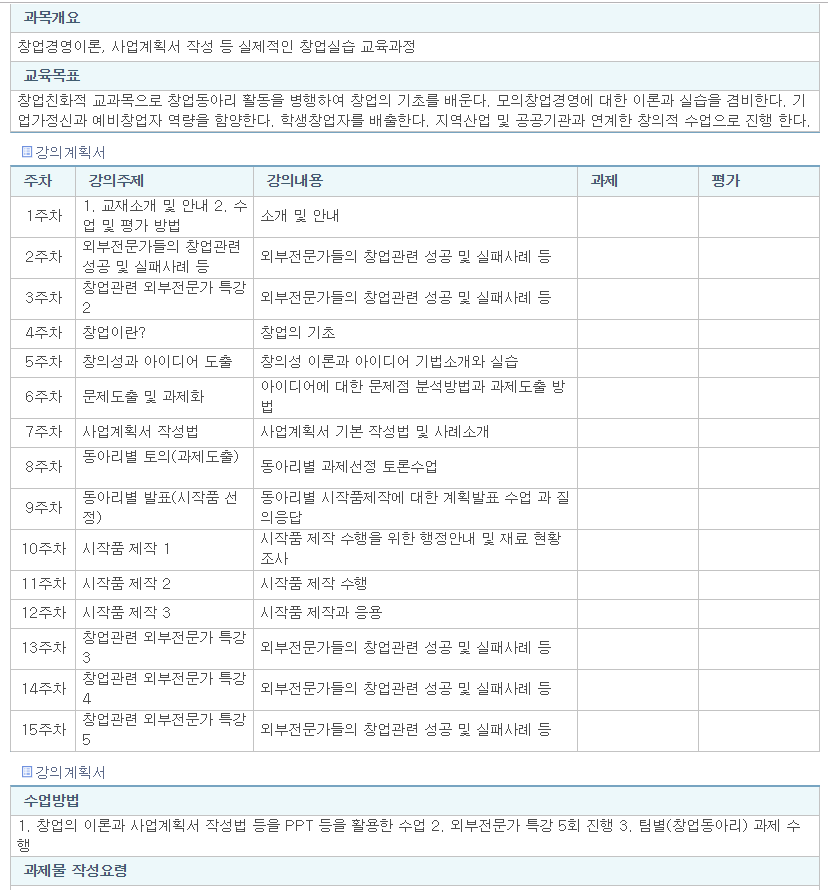 과목개요
창업경영이론, 사업계획서 작성 등 실제적인 창업실습 교육과정
교육목표
창업친화적 교과목으로 창업동아리 활동을 병행하여 창업의 기초를 배운다. 모의창업경영에 대한 이론과 실습을 겸비한다. 기
업가정신과 예비창업자 역량을 함양한다. 학생창업자를 배출한다. 지역산업 및 공공기관과 연계한 창의적 수업으로 진행 한다.
강의계획서
주차 강의주제 강의내용 과제 평가
1주차 1. 교재소개 및 안내 2. 수
업 및 평가 방법 소개 및 안내
2주차 외부전문가들의 창업관련
성공 및 실패사례 등 외부전문가들의 창업관련 성공 및 실패사례 등
3주차 창업관련 외부전문가 특강
2 외부전문가들의 창업관련 성공 및 실패사례 등
4주차 창업이란? 창업의 기초
5주차 창의성과 아이디어 도출 창의성 이론과 아이디어 기법소개와 실습
6주차 문제도출 및 과제화 아이디어에 대한 문제점 분석방법과 과제도출 방
법
7주차 사업계획서 작성법 사업계획서 기본 작성법 및 사례소개
8주차 동아리별 토의(과제도출) 동아리별 과제선정 토론수업
9주차 동아리별 발표(시작품 선
정) 동아리별 시작품제작에 대한 계획발표 수업 과 질
의응답
10주차 시작품 제작 1 시작품 제작 수행을 위한 행정안내 및 재료 현황
조사
11주차 시작품 제작 2 시작품 제작 수행
12주차 시작품 제작 3 시작품 제작과 응용
13주차 창업관련 외부전문가 특강
3 외부전문가들의 창업관련 성공 및 실패사례 등
14주차 창업관련 외부전문가 특강
4 외부전문가들의 창업관련 성공 및 실패사례 등
15주차 창업관련 외부전문가 특강
5 외부전문가들의 창업관련 성공 및 실패사례 등
강의계획서
수업방법
1. 창업의 이론과 사업계획서 작성법 등을 PPT 등을 활용한 수업 2. 외부전문가 특강 5회 진행 3. 팀별(창업동아리) 과제 수
행
과제물 작성요령